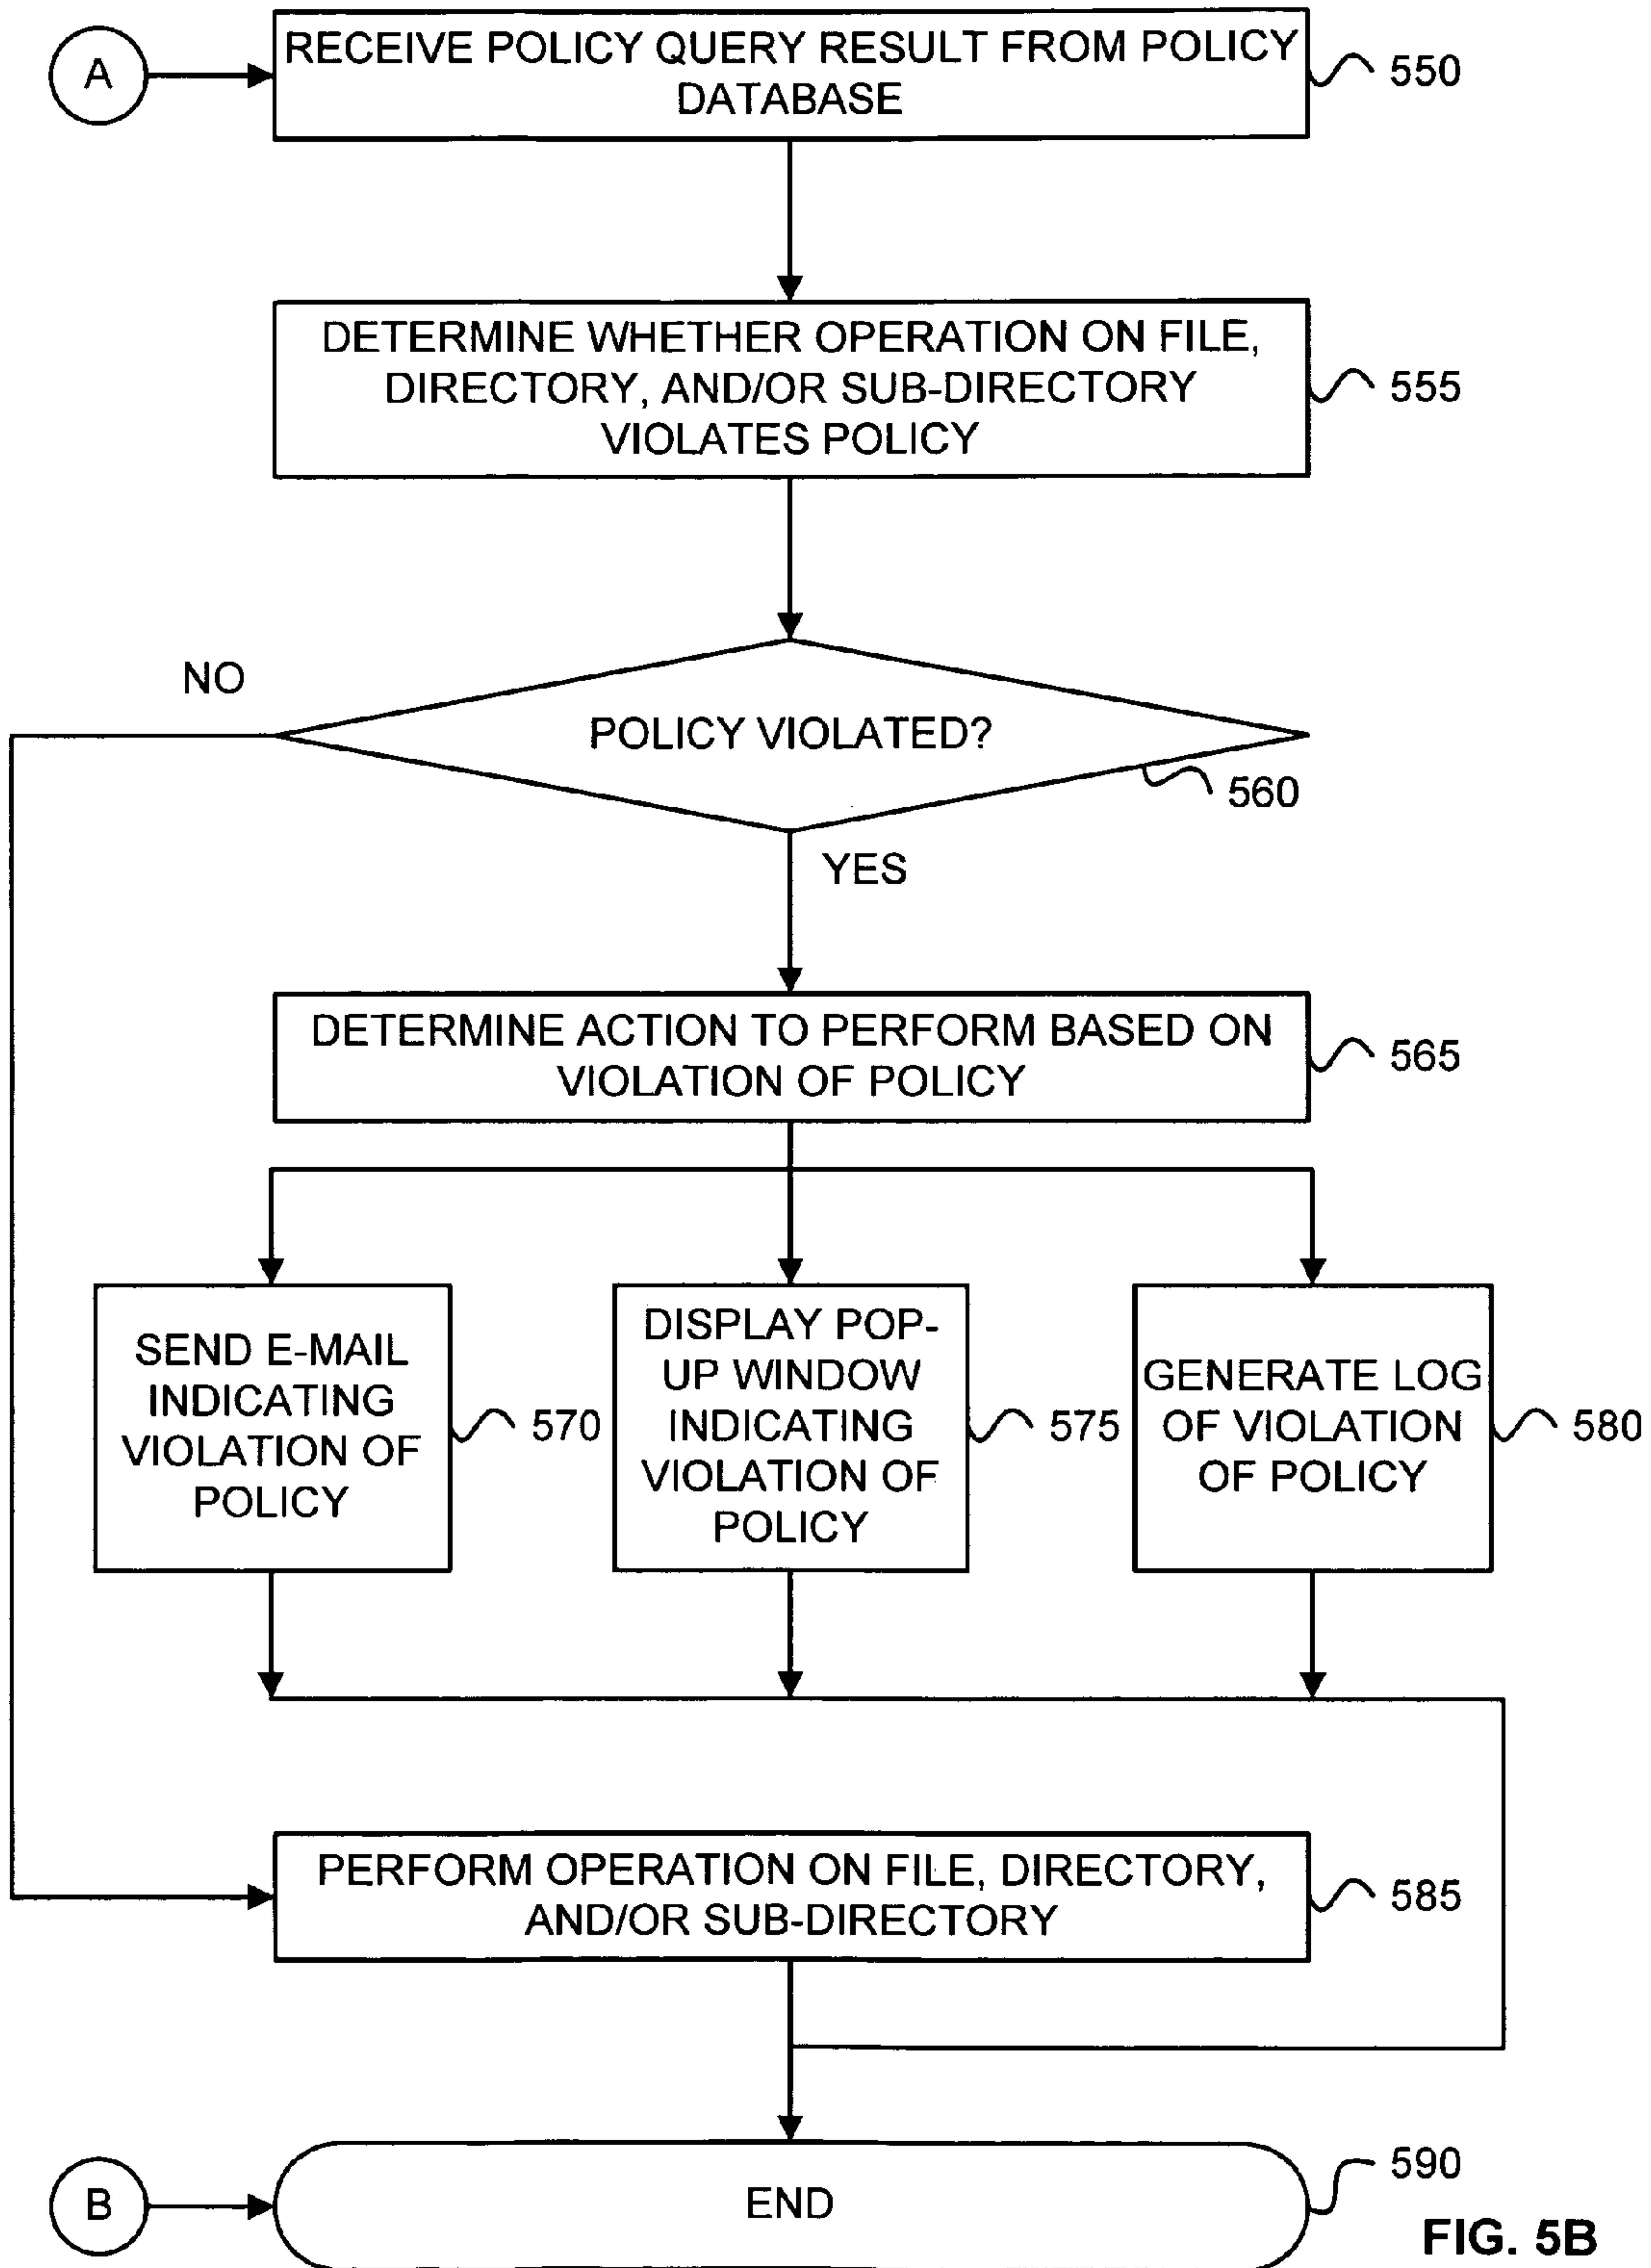 A
RECEIVE POLICY QUERY RESULT FROM POLICY
DATABASE
550
DETERMINE WHETHER OPERATION ON FILE,
DIRECTORY, AND/OR SUB-DIRECTORY
VIOLATES POLICY
555
NO
POLICY VIOLATED?
560
YES
DETERMINE ACTION TO PERFORM BASED ON
VIOLATION OF POLICY
565
SEND E-MAIL
INDICATING
VIOLATION OF
POLICY
570
DISPLAY POP-
UP WINDOW
INDICATING
VIOLATION OF
POLICY
575
GENERATE LOG
OF VIOLATION
OF POLICY
580
PERFORM OPERATION ON FILE, DIRECTORY,
AND/OR SUB-DIRECTORY
585
B
END
590
FIG. 5B